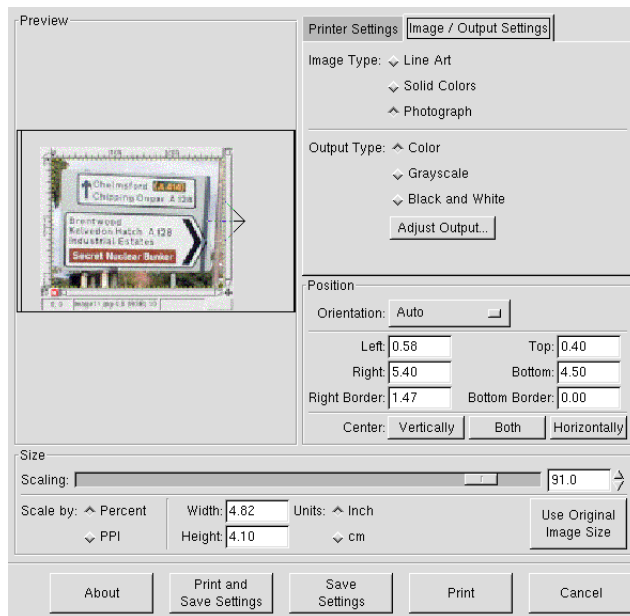 Preview
Chelmsford A 414
Chipping Ongar A 128
Brentwood
Kelvedon Hatch A 128
Industrial Estates
Secret Nuclear Bunker
Printer Settings
Image / Output Settings
Image Type:
Line Art
Solid Colors
Photograph
Output Type:
Color
Grayscale
Black and White
Adjust Output...
Position
Orientation: Auto
Left: 0.58 Top: 0.40
Right: 5.40 Bottom: 4.50
Right Border: 1.47 Bottom Border: 0.00
Center: Vertically Both Horizontally
Size
Scaling: 91.0
Scale by: Percent
PPI
Width: 4.82
Height: 4.10
Units: Inch
cm
Use Original
Image Size
About
Print and
Save Settings
Save
Settings
Print
Cancel